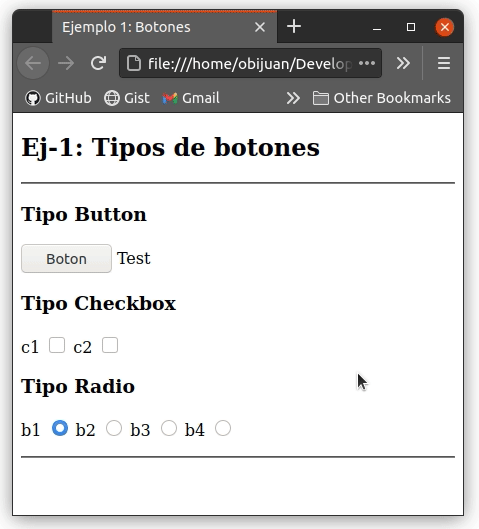 Ejemplo 1: Botones
file:///home/obijuan/Develop
GitHub Gist Gmail Other Bookmarks
Ej-1: Tipos de botones
Tipo Button
Boton Test
Tipo Checkbox
c1 c2
Tipo Radio
b1 b2 b3 b4